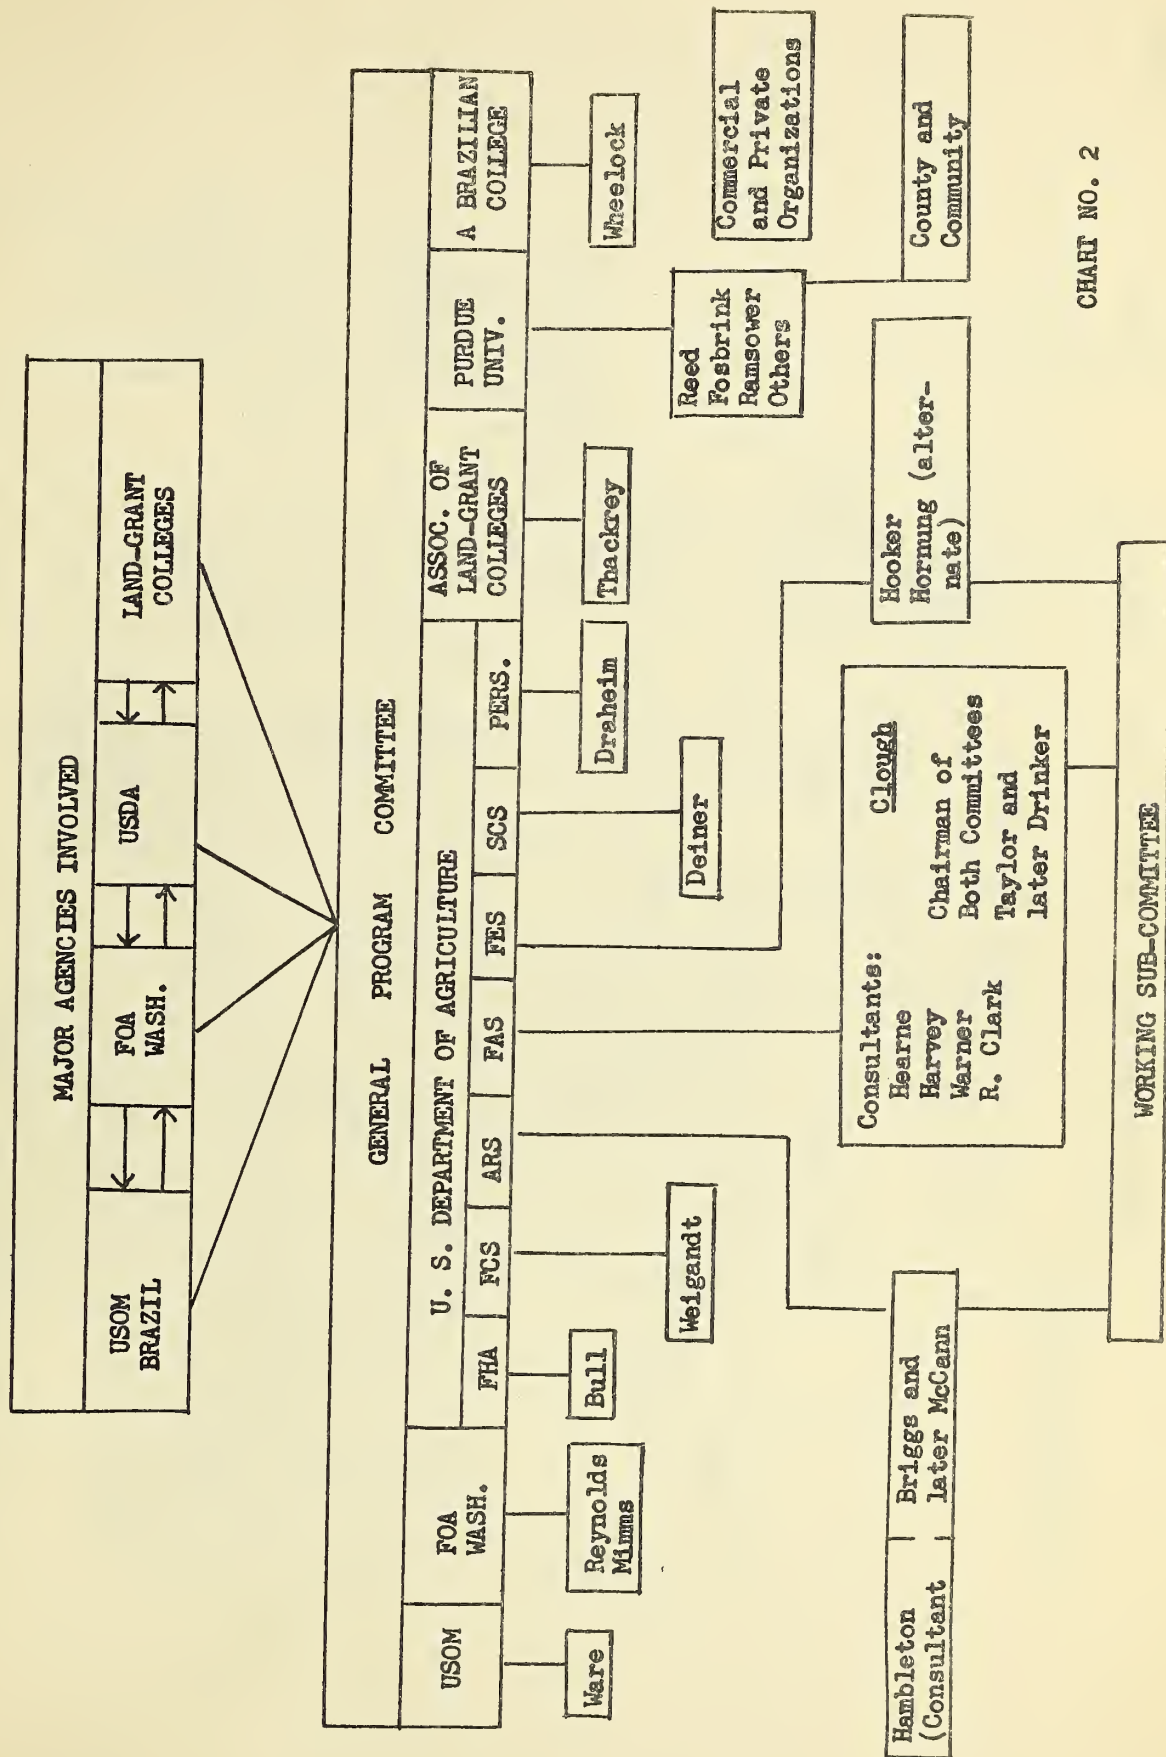 MAJOR AGENCIES INVOLVED
USOM
BRAZIL
FOA
WASH.
USDA
LAND-GRANT
COLLEGES
GENERAL PROGRAM COMMITTEE
USOM
FOA
WASH.
U. S. DEPARTMENT OF AGRICULTURE
FHA
FCS
ARS
FAS
FES
SCS
PERS.
ASSOC. OF
LAND-GRANT
COLLEGES
PURDUE
UNIV.
A BRAZILIAN
COLLEGE
Ware
Reynolds
Mimms
Bull
Weigandt
Deiner
Draheim
Thackrey
Reed
Fosbrink
Ramsower
Others
Wheelock
Commercial
and Private
Organizations
Hambleton
(Consultant
Briggs and
later McCann
Consultants:
Hearne
Harvey
Warner
R. Clark
Clough
Chairman of
Both Committees
Taylor and
later Drinker
Hooker
Hornung (alter-
nate)
County and
Community
WORKING SUB-COMMITTEE
CHART NO. 2